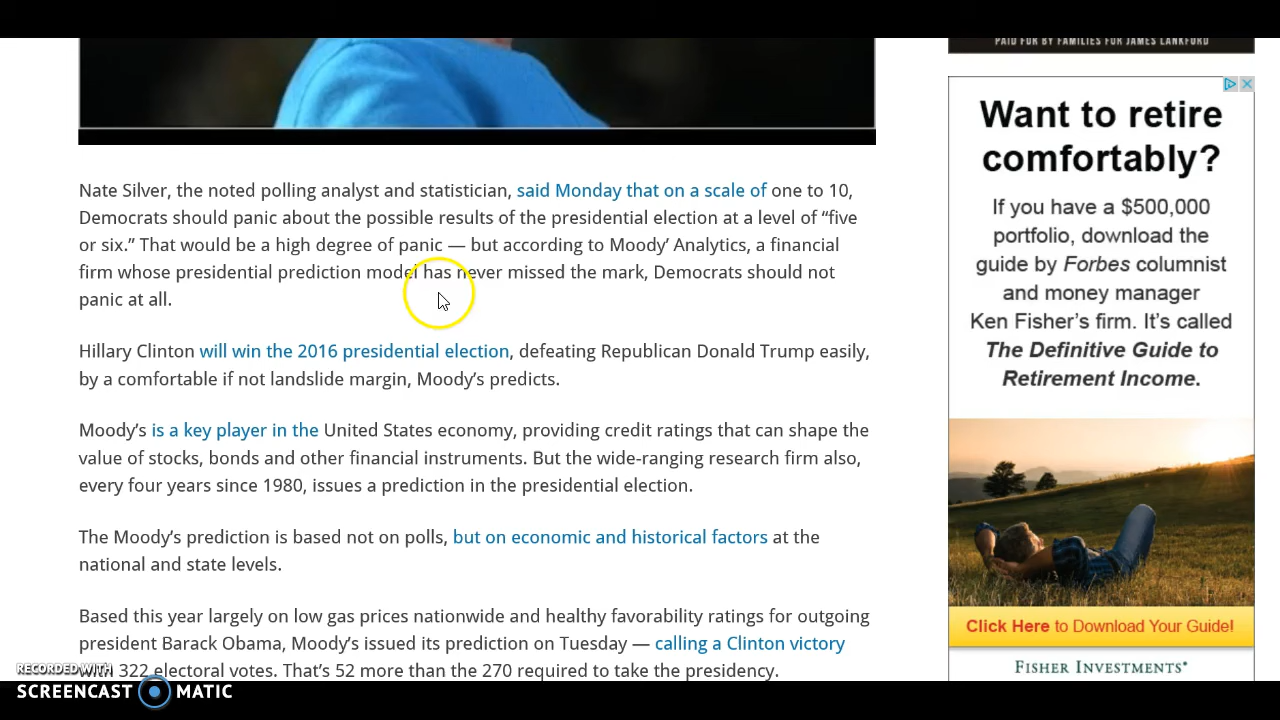 PAID FOR BY FAMILIES FOR JAMES LANKFORD
Nate Silver, the noted polling analyst and statistician, said Monday that on a scale of one to 10,
Democrats should panic about the possible results of the presidential election at a level of “five
or six.” That would be a high degree of panic — but according to Moody’ Analytics, a financial
firm whose presidential prediction model has never missed the mark, Democrats should not
panic at all.
Hillary Clinton will win the 2016 presidential election, defeating Republican Donald Trump easily,
by a comfortable if not landslide margin, Moody’s predicts.
Moody’s is a key player in the United States economy, providing credit ratings that can shape the
value of stocks, bonds and other financial instruments. But the wide-ranging research firm also,
every four years since 1980, issues a prediction in the presidential election.
The Moody’s prediction is based not on polls, but on economic and historical factors at the
national and state levels.
Based this year largely on low gas prices nationwide and healthy favorability ratings for outgoing
president Barack Obama, Moody’s issued its prediction on Tuesday — calling a Clinton victory
with 322 electoral votes. That’s 52 more than the 270 required to take the presidency.
Want to retire
comfortably?
If you have a $500,000
portfolio, download the
guide by Forbes columnist
and money manager
Ken Fisher’s firm. It’s called
The Definitive Guide to
Retirement Income.
Click Here to Download Your Guide!
FISHER INVESTMENTS
RECORDED WITH
SCREENCAST MATIC